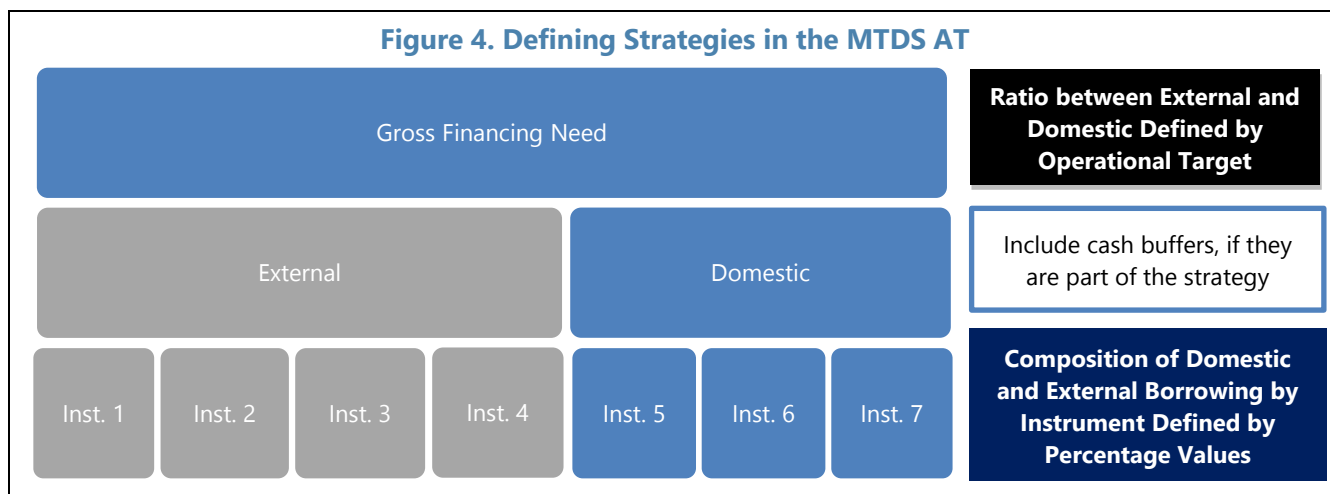 Figure 4. Defining Strategies in the MTDS AT
Gross Financing Need
Ratio between External and
Domestic Defined by
Operational Target
External
Domestic
Include cash buffers, if they
are part of the strategy
Inst. 1
Inst. 2
Inst. 3
Inst. 4
Inst. 5
Inst. 6
Inst. 7
Composition of Domestic
and External Borrowing by
Instrument Defined by
Percentage Values